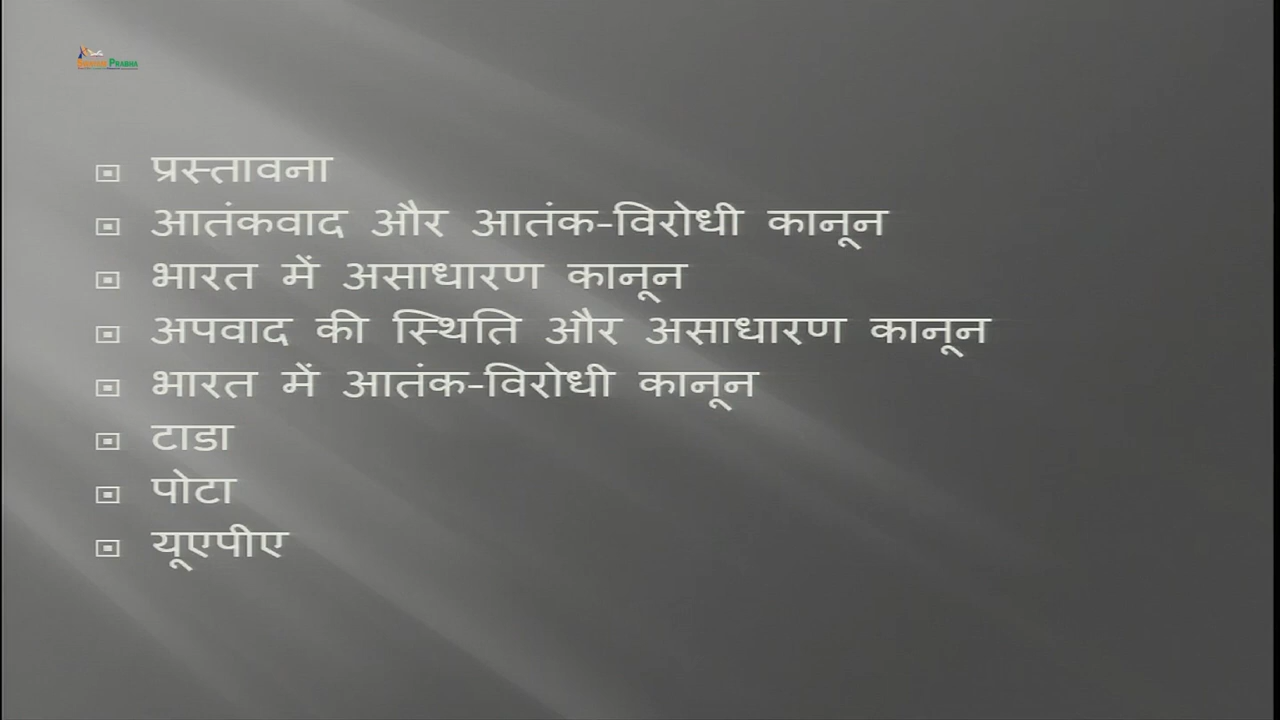 प्रस्तावना
आतंकवाद और आतंक-विरोधी कानून
भारत में असाधारण कानून
अपवाद की स्थिति और असाधारण कानून
भारत में आतंक-विरोधी कानून
टाडा
पोटा
यूएपीए